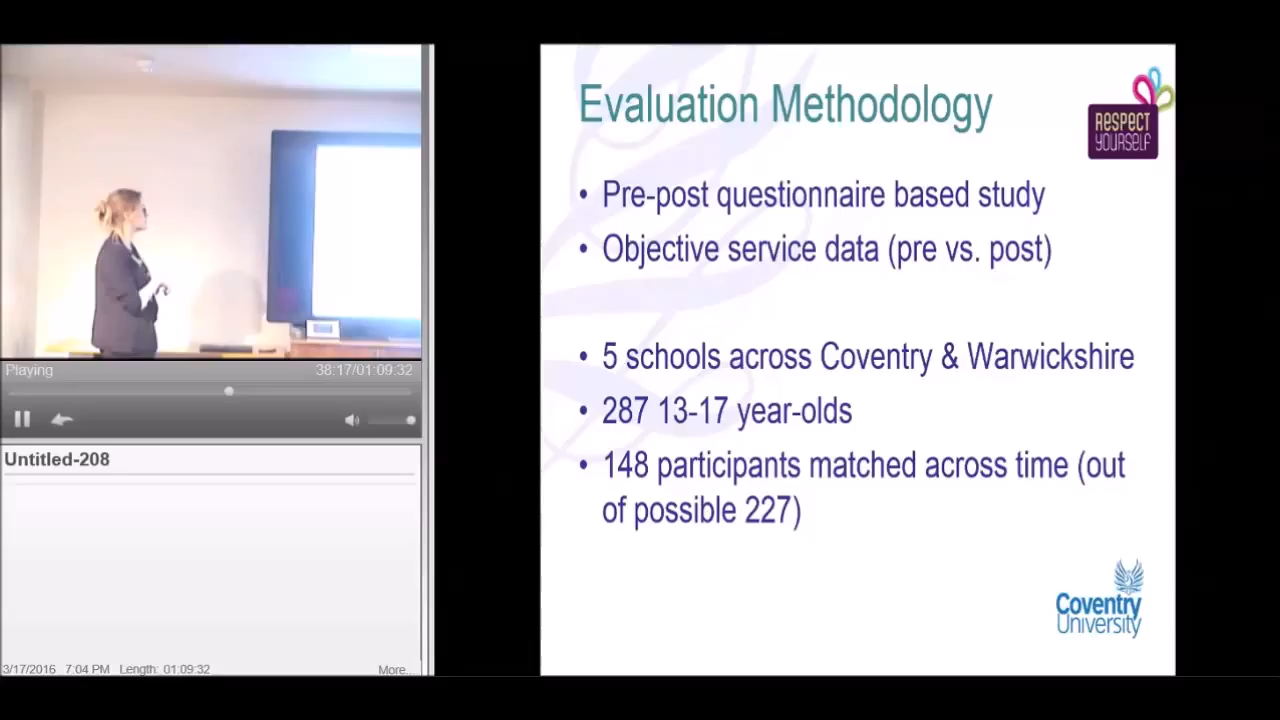 Evaluation Methodology
RESPECT
YOURSELF
• Pre-post questionnaire based study
• Objective service data (pre vs. post)
• 5 schools across Coventry & Warwickshire
• 287 13-17 year-olds
• 148 participants matched across time (out
of possible 227)
Coventry
University
Playing 38:17/01:09:32
Untitled-208
3/17/2016 7:04 PM Length: 01:09:32 More...